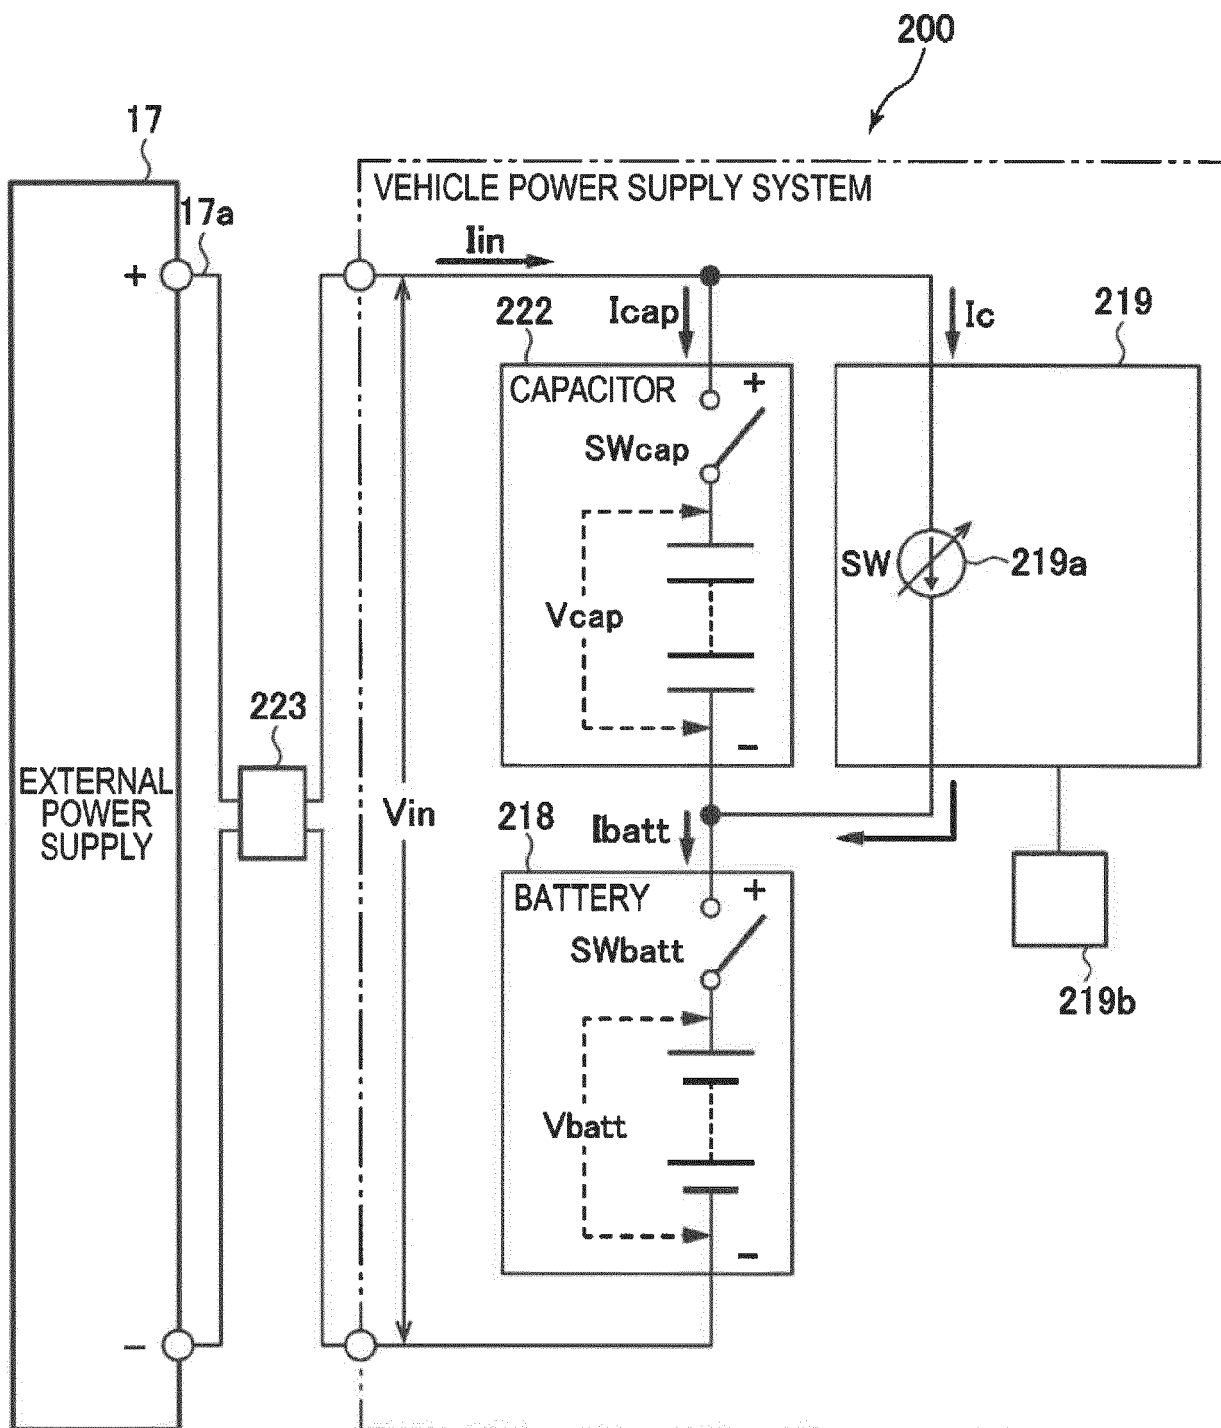 200
17
VEHICLE POWER SUPPLY SYSTEM
17a
Iin
+
222
Icap
Ic
219
CAPACITOR
+
SWcap
SW
219a
Vcap
223
-
EXTERNAL
POWER
SUPPLY
Vin
218
Ibatt
BATTERY
+
SWbatt
219b
Vbatt
-
-